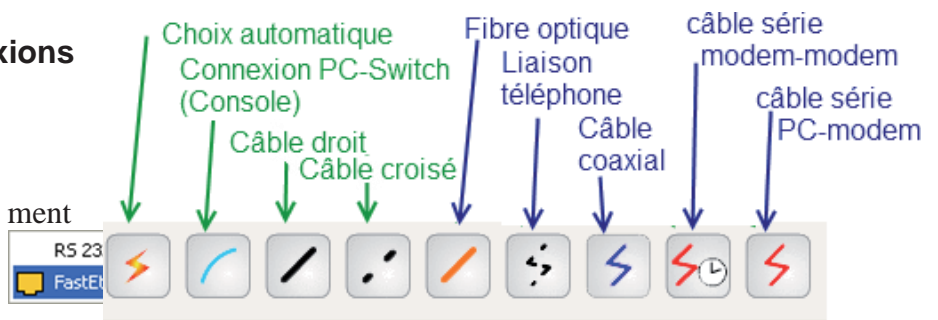 xions
Choix automatique
Connexion PC-Switch
(Console)
Câble droit
Câble croisé
Fibre optique
Liaison
téléphone
Câble
coaxial
câble série
modem-modem
câble série
PC-modem
ment
RS 23
FastEt